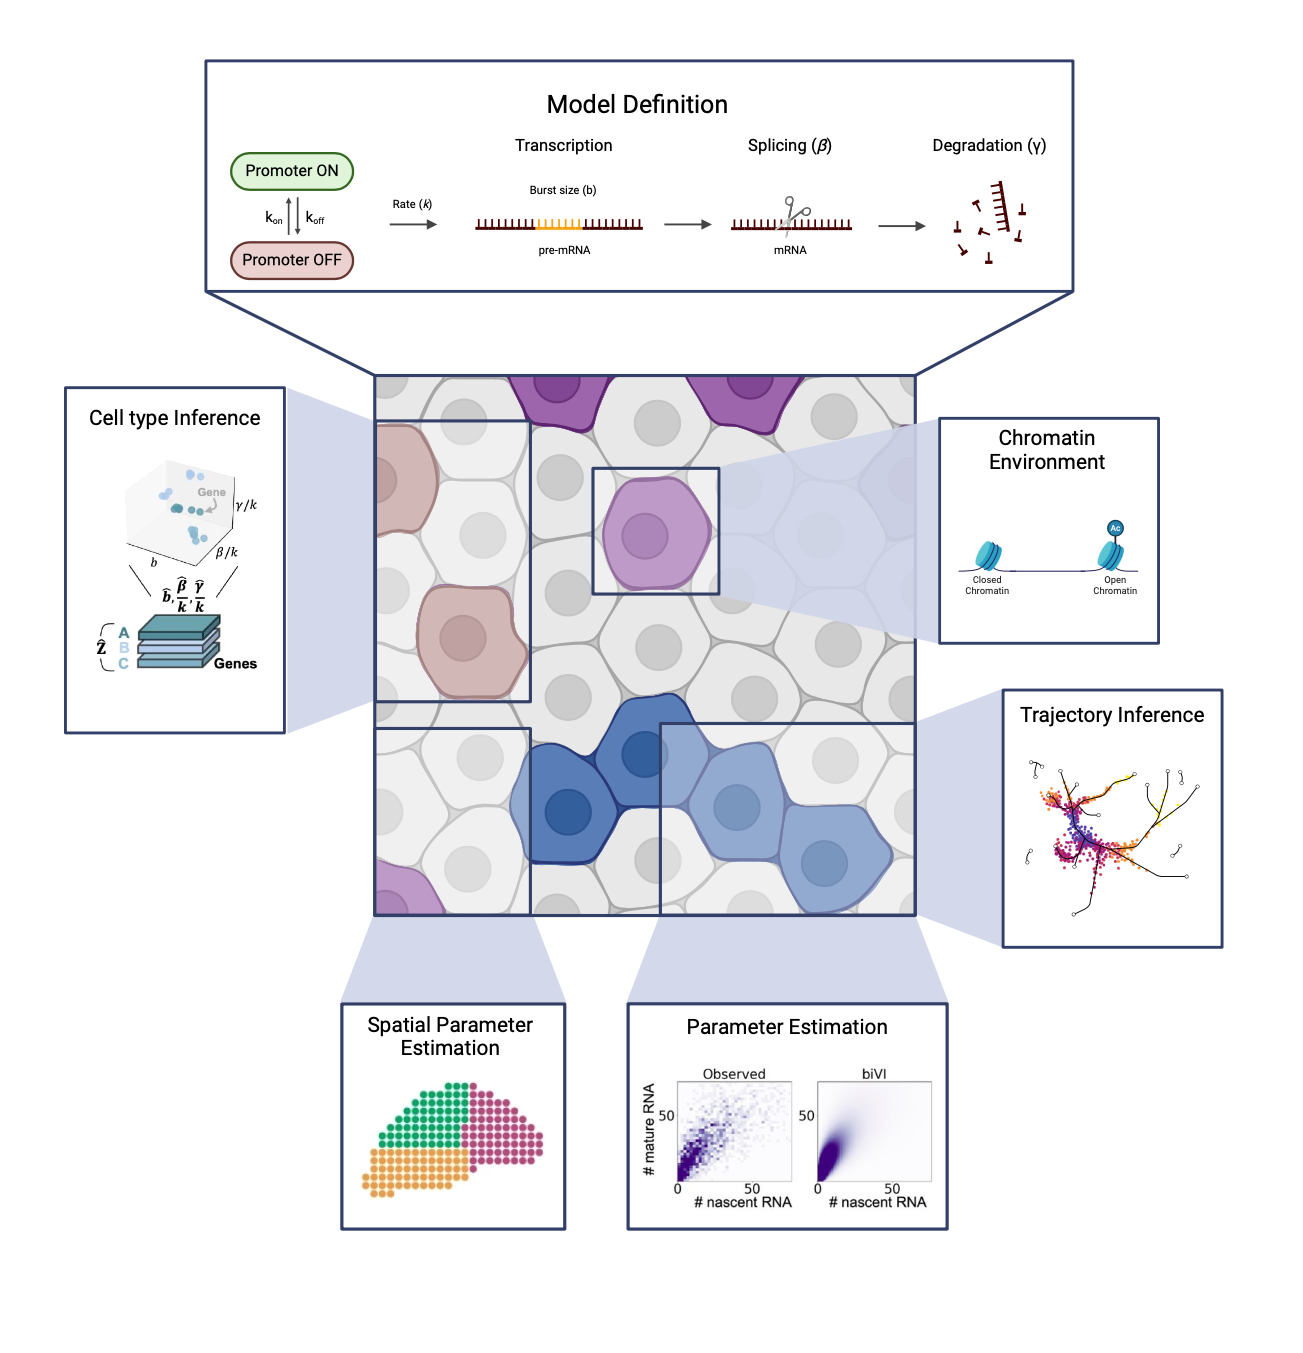 Model Definition
Transcription
Splicing (β)
Degradation (γ)
Promoter ON
kon
koff
Promoter OFF
Rate (k)
Burst size (b)
pre-mRNA
mRNA
Cell type Inference
Gene
γ/k
β/k
b
b̂, β̂/k, γ̂/k
Ẑ
A
B
C
Genes
Chromatin
Environment
Ac
Closed
Chromatin
Open
Chromatin
Trajectory Inference
Spatial Parameter
Estimation
Parameter Estimation
Observed
biVI
# mature RNA
50
50
0
50
0
50
# nascent RNA
# nascent RNA